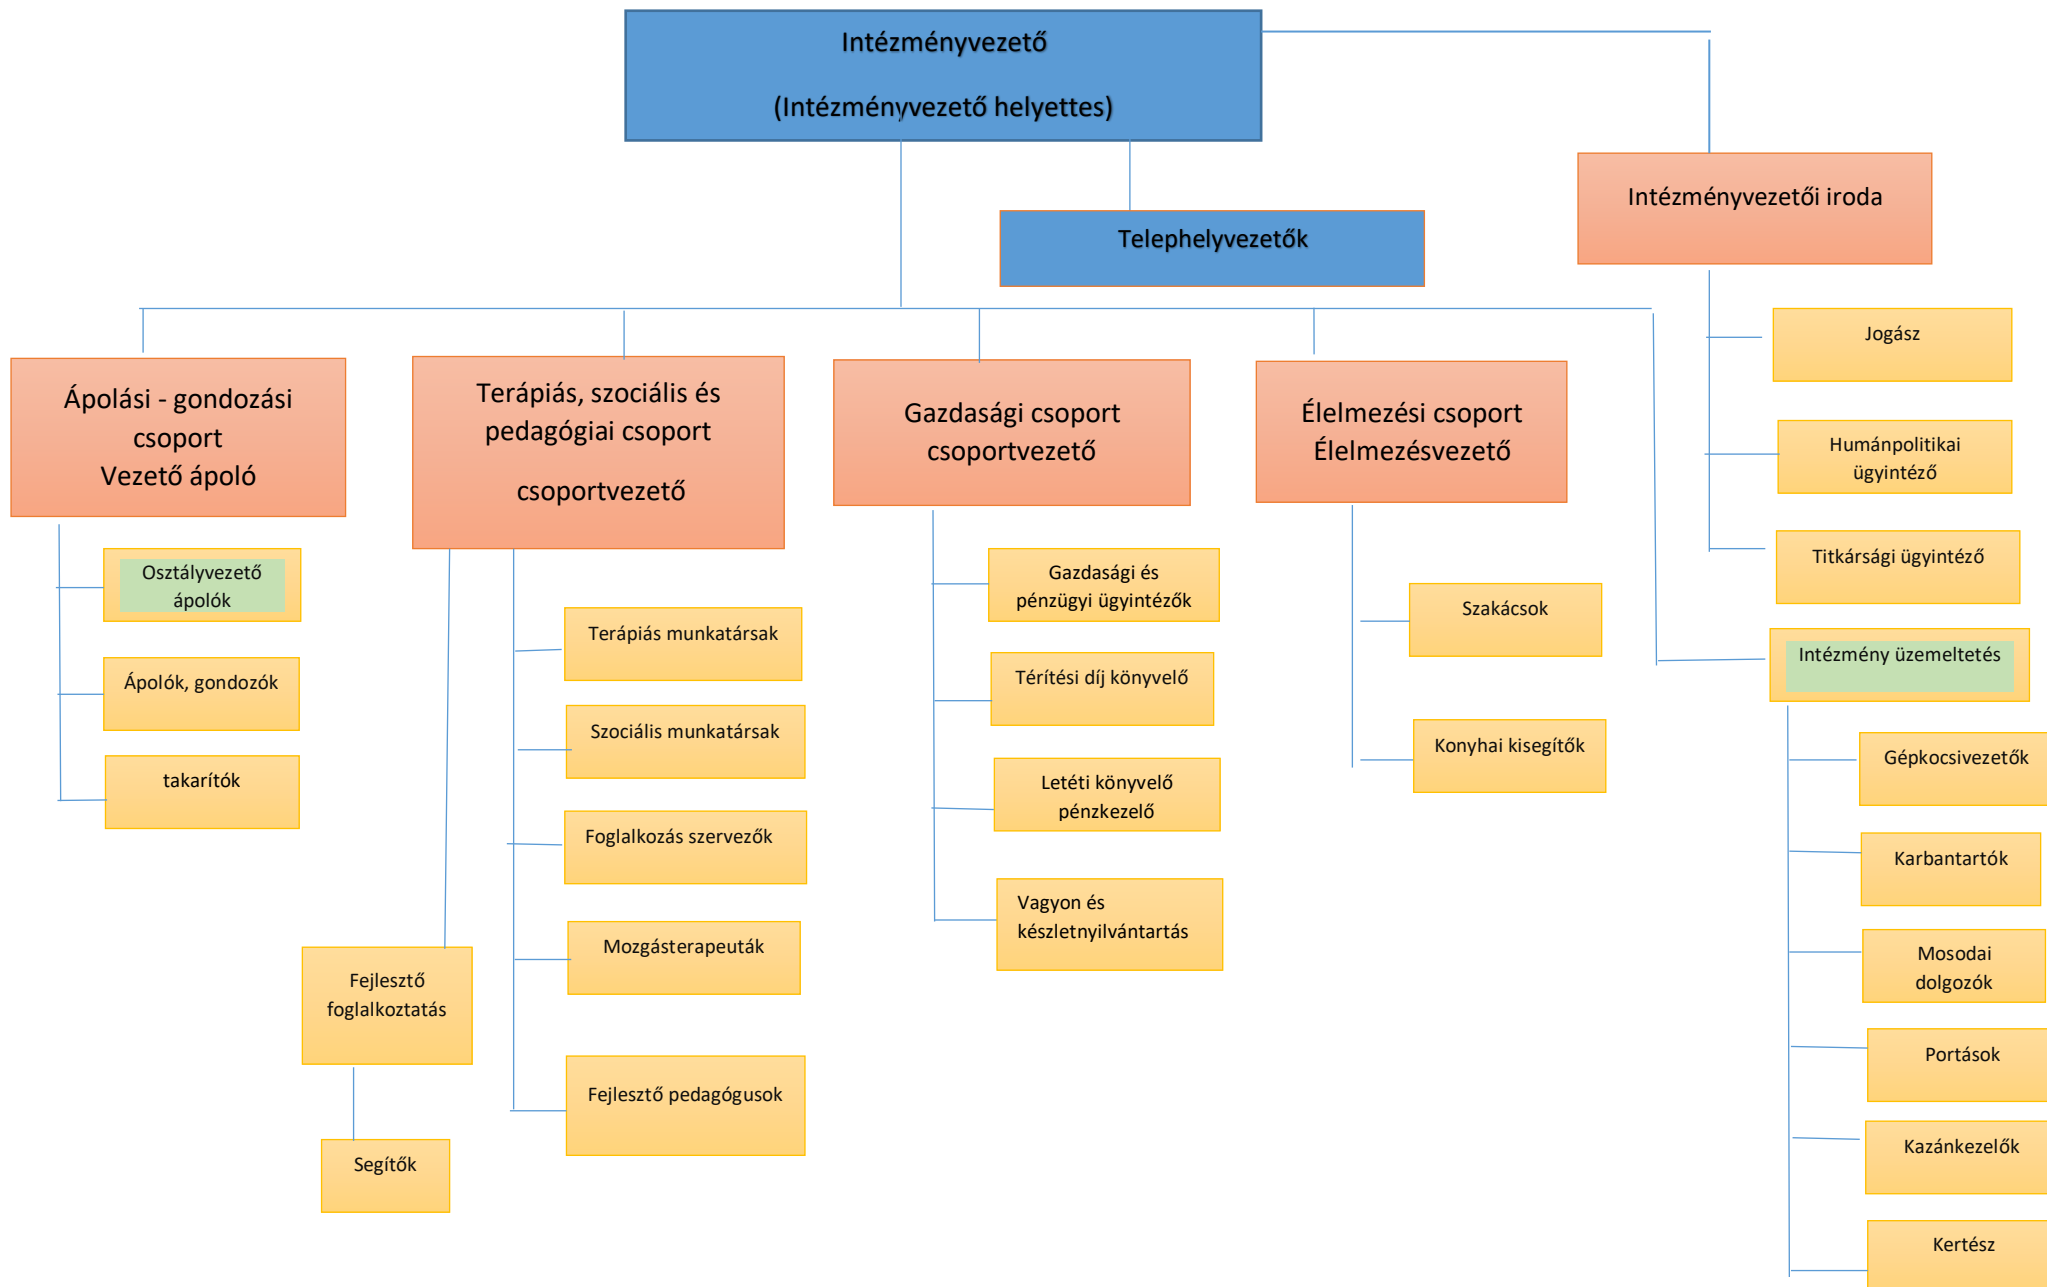 Intézményvezető
(Intézményvezető helyettes)
Telephelyvezetők
Intézményvezetői iroda
Jogász
Humánpolitikai
ügyintéző
Titkársági ügyintéző
Ápolási - gondozási
csoport
Vezető ápoló
Osztályvezető
ápolók
Ápolók, gondozók
takarítók
Terápiás, szociális és
pedagógiai csoport
csoportvezető
Terápiás munkatársak
Szociális munkatársak
Foglalkozás szervezők
Mozgásterapeuták
Fejlesztő pedagógusok
Fejlesztő
foglalkoztatás
Segítők
Gazdasági csoport
csoportvezető
Gazdasági és
pénzügyi ügyintézők
Térítési díj könyvelő
Letéti könyvelő
pénzkezelő
Vagyon és
készletnyilvántartás
Élelmezési csoport
Élelmezésvezető
Szakácsok
Konyhai kisegítők
Intézmény üzemeltetés
Gépkocsivezetők
Karbantartók
Mosodai
dolgozók
Portások
Kazánkezelők
Kertész